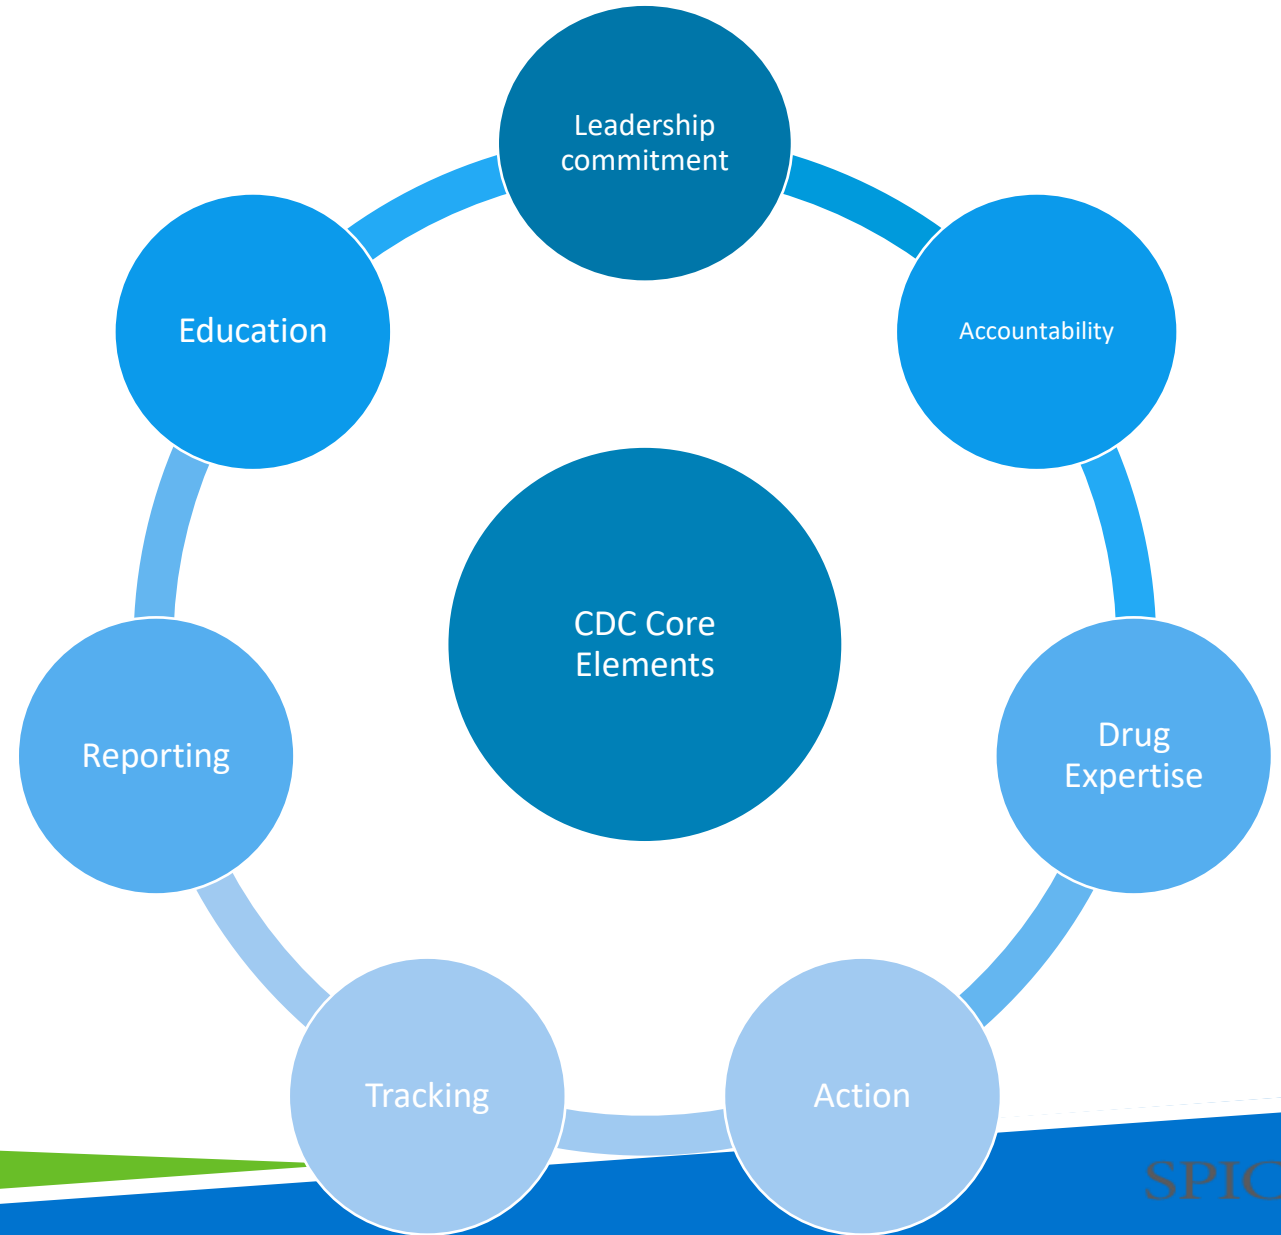 Leadership
commitment
Accountability
Drug
Expertise
Action
Tracking
Reporting
Education
CDC Core
Elements
SPIC